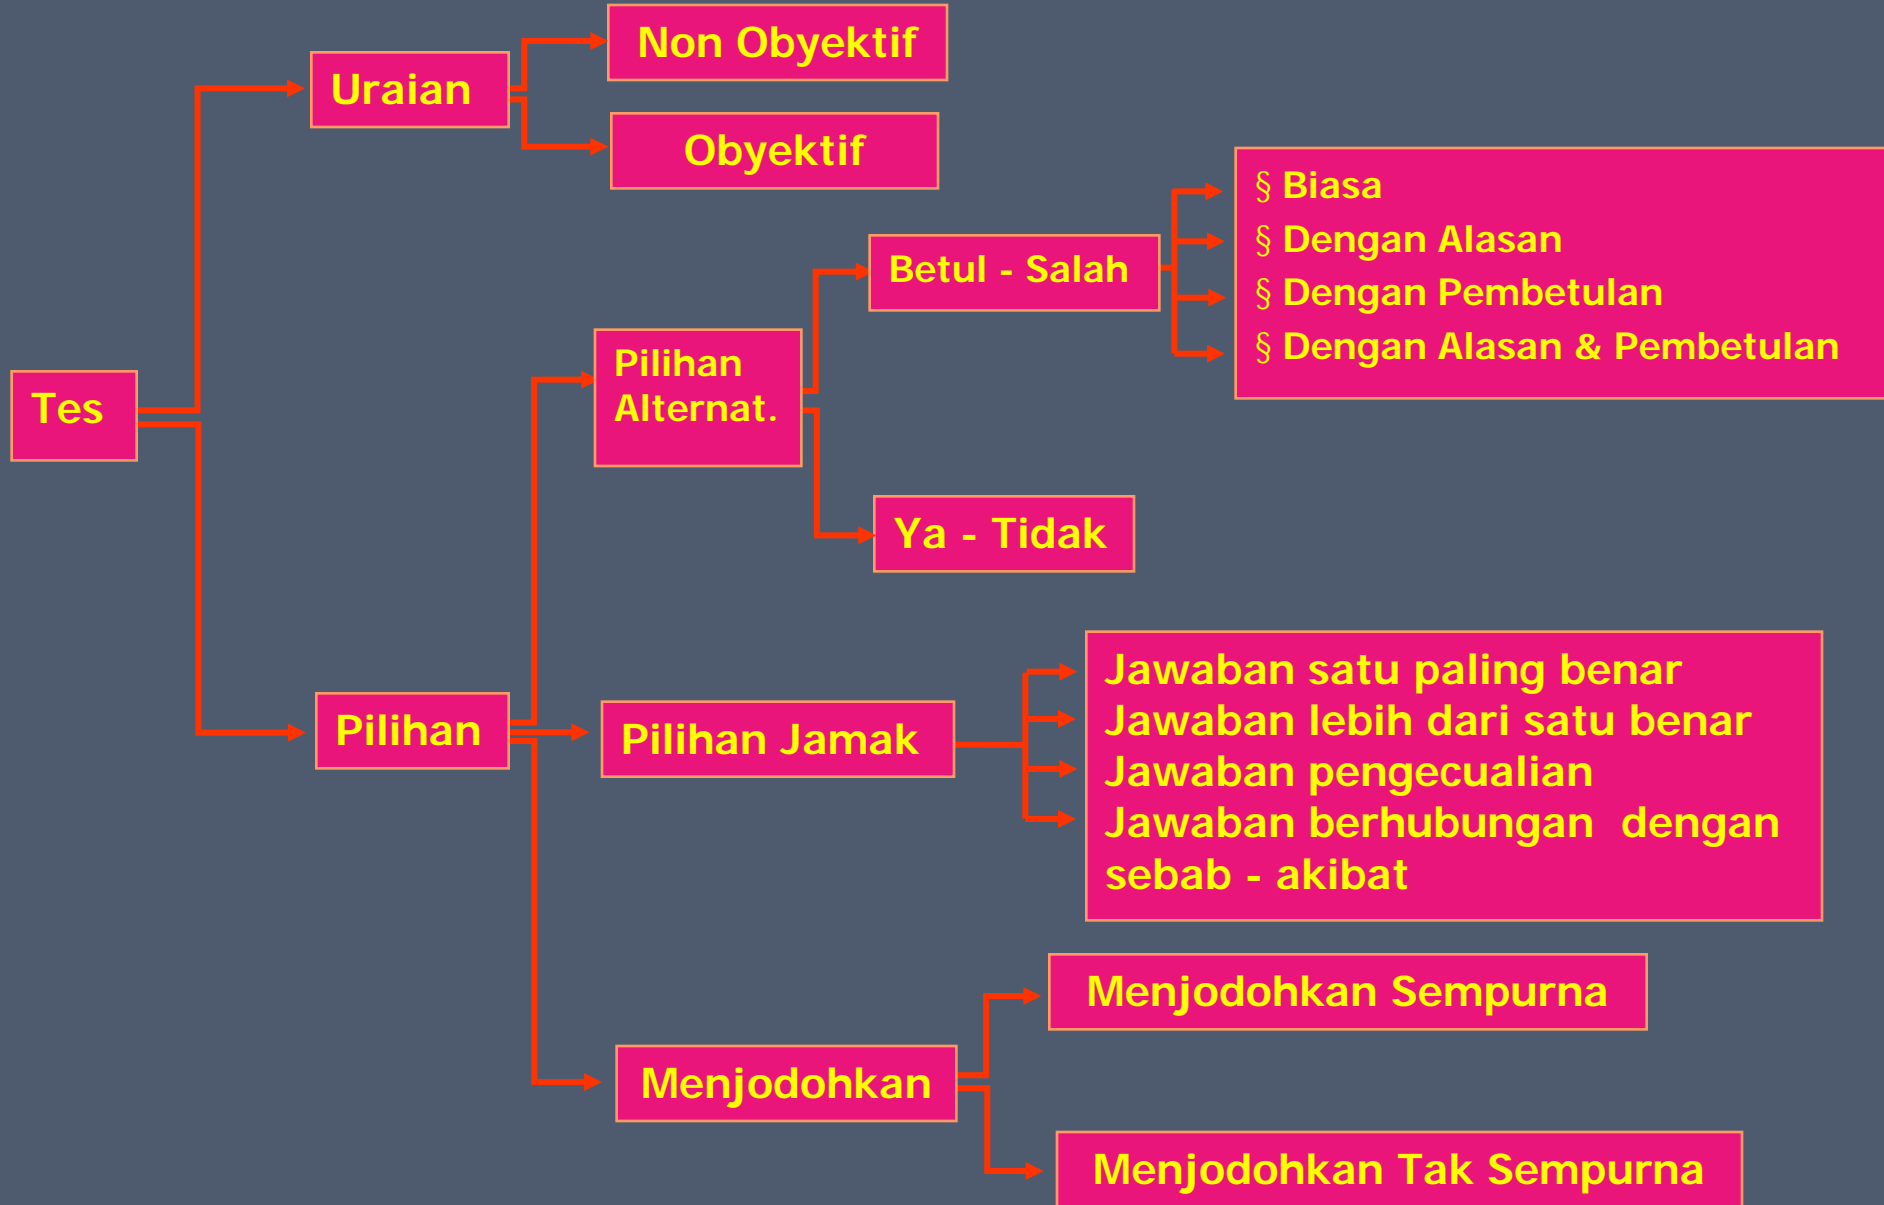 Non Obyektif
Uraian
Obyektif
§ Biasa
§ Dengan Alasan
§ Dengan Pembetulan
§ Dengan Alasan & Pembetulan
Betul - Salah
Pilihan
Alternat.
Tes
Ya - Tidak
Jawaban satu paling benar
Jawaban lebih dari satu benar
Jawaban pengecualian
Jawaban berhubungan dengan
sebab - akibat
Pilihan
Pilihan Jamak
Menjodohkan Sempurna
Menjodohkan
Menjodohkan Tak Sempurna